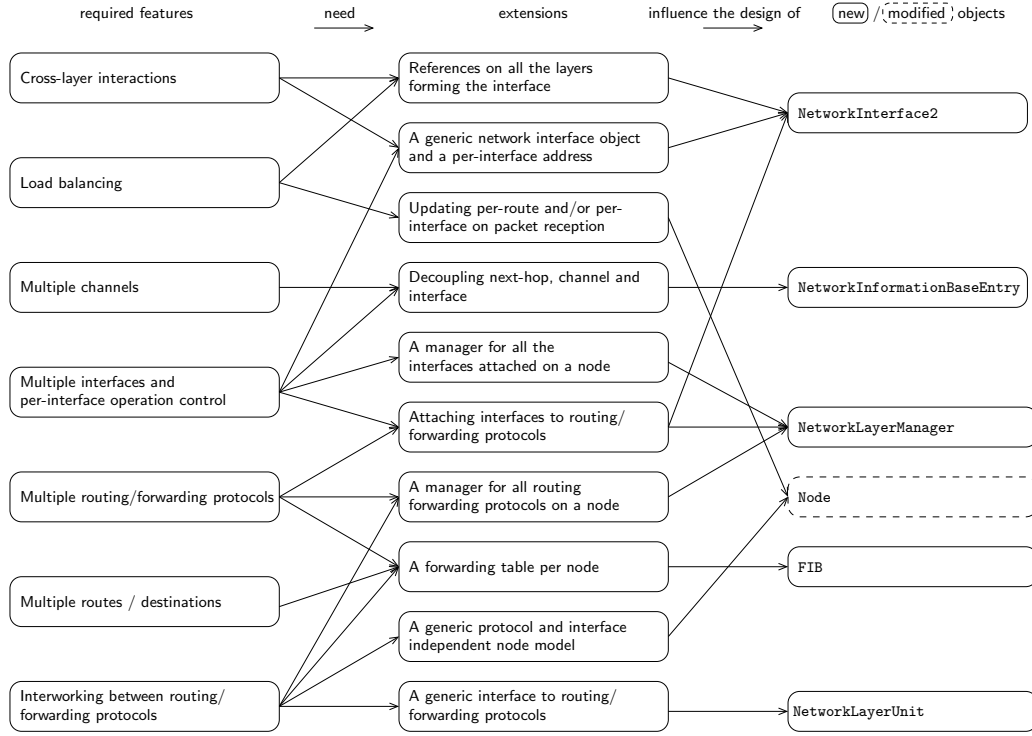 required features
need
extensions
influence the design of
new / modified objects
Cross-layer interactions
Load balancing
Multiple channels
Multiple interfaces and
per-interface operation control
Multiple routing/forwarding protocols
Multiple routes / destinations
Interworking between routing/
forwarding protocols
References on all the layers
forming the interface
A generic network interface object
and a per-interface address
Updating per-route and/or per-
interface on packet reception
Decoupling next-hop, channel and
interface
A manager for all the
interfaces attached on a node
Attaching interfaces to routing/
forwarding protocols
A manager for all routing
forwarding protocols on a node
A forwarding table per node
A generic protocol and interface
independent node model
A generic interface to routing/
forwarding protocols
NetworkInterface2
NetworkInformationBaseEntry
NetworkLayerManager
Node
FIB
NetworkLayerUnit